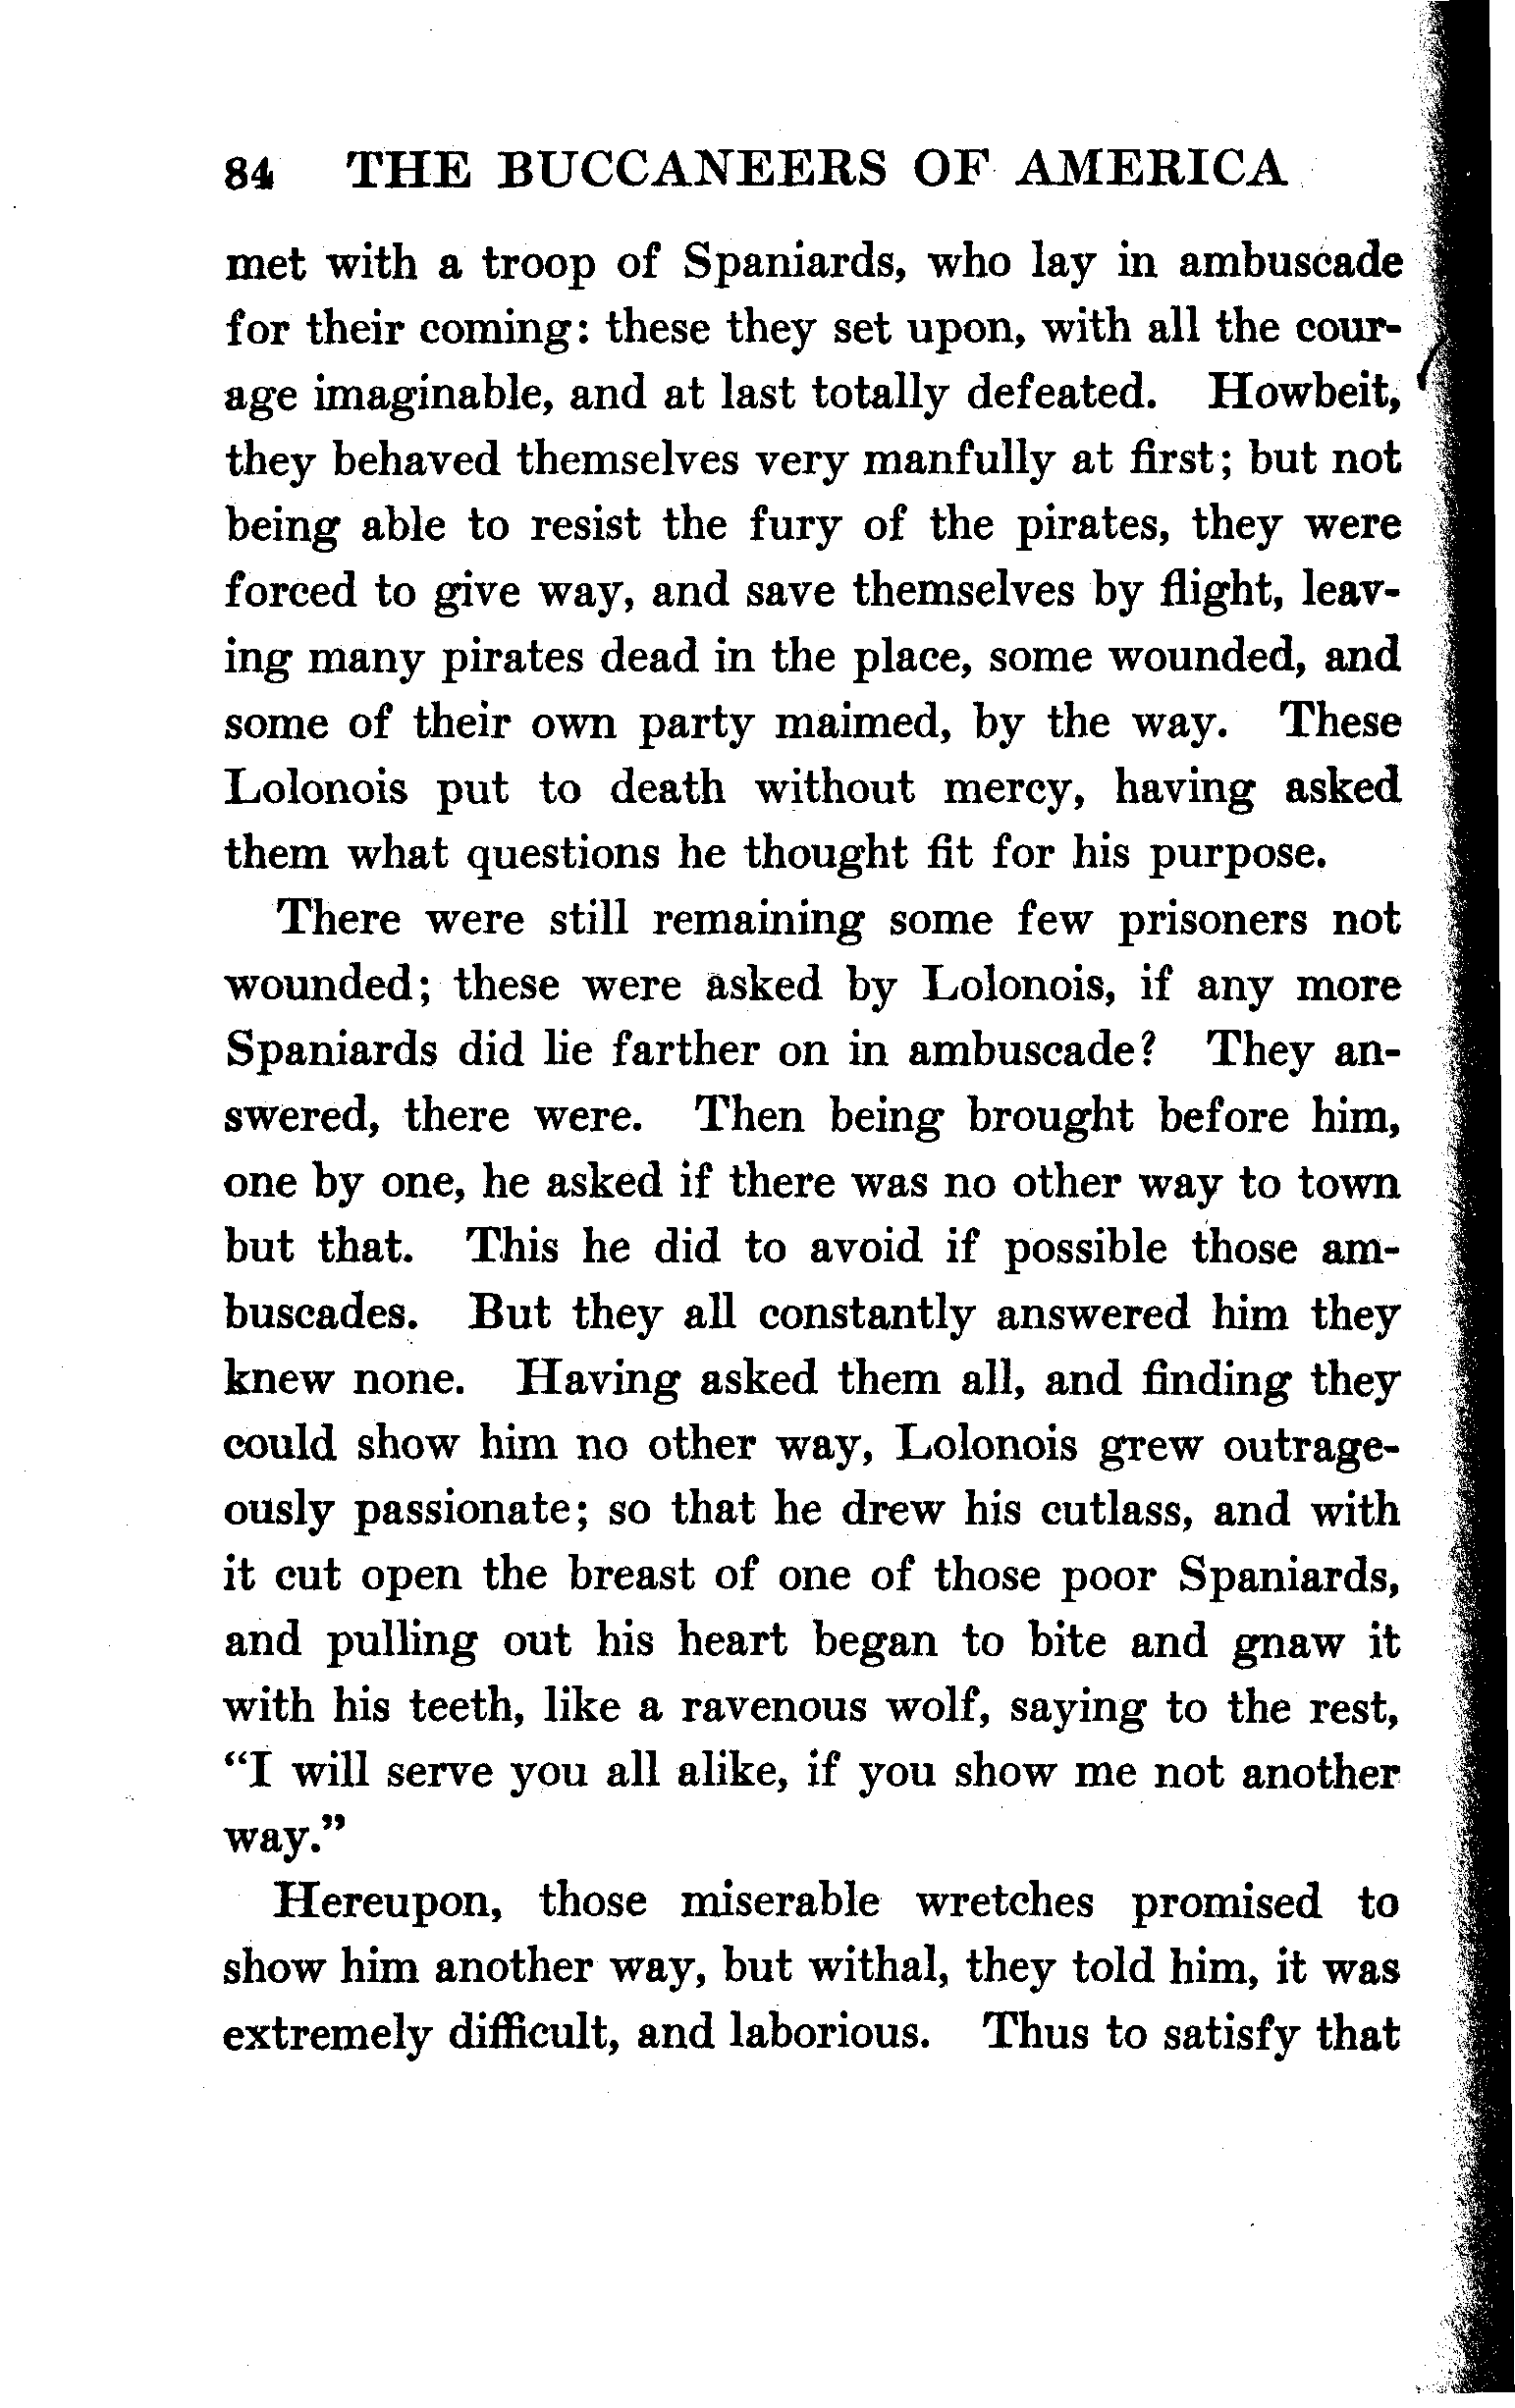 84 THE BUCCANEERS OF AMERICA
met with a troop of Spaniards, who lay in ambuscade
for their coming: these they set upon, with all the cour-
age imaginable, and at last totally defeated. Howbeit,
they behaved themselves very manfully at first; but not
being able to resist the fury of the pirates, they were
forced to give way, and save themselves by flight, leav-
ing many pirates dead in the place, some wounded, and
some of their own party maimed, by the way. These
Lolonois put to death without mercy, having asked
them what questions he thought fit for his purpose.
There were still remaining some few prisoners not
wounded; these were asked by Lolonois, if any more
Spaniards did lie farther on in ambuscade? They an-
swered, there were. Then being brought before him,
one by one, he asked if there was no other way to town
but that. This he did to avoid if possible those am-
buscades. But they all constantly answered him they
knew none. Having asked them all, and finding they
could show him no other way, Lolonois grew outrage-
ously passionate; so that he drew his cutlass, and with
it cut open the breast of one of those poor Spaniards,
and pulling out his heart began to bite and gnaw it
with his teeth, like a ravenous wolf, saying to the rest,
“I will serve you all alike, if you show me not another
way.”
Hereupon, those miserable wretches promised to
show him another way, but withal, they told him, it was
extremely difficult, and laborious. Thus to satisfy that